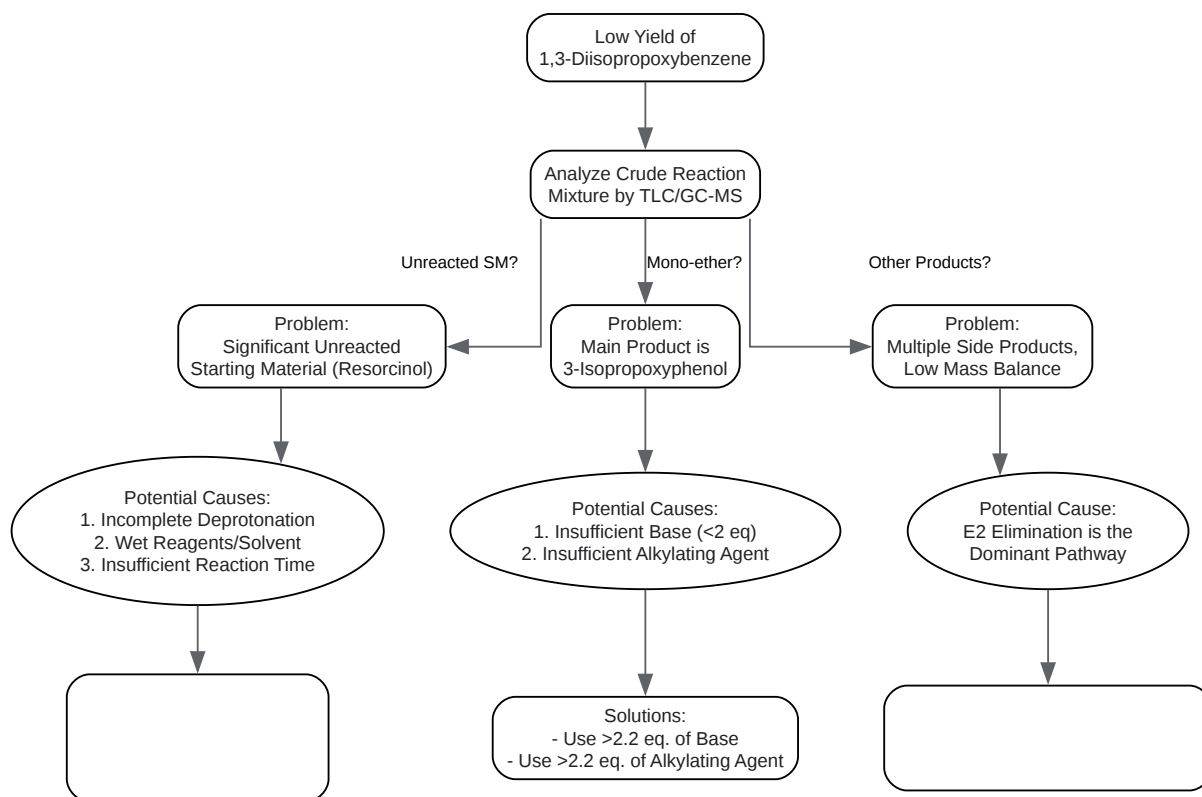 Low Yield of
1,3-Diisopropoxybenzene
Analyze Crude Reaction
Mixture by TLC/GC-MS
Unreacted SM?
Mono-ether?
Other Products?
Problem:
Significant Unreacted
Starting Material (Resorcinol)
Problem:
Main Product is
3-Isopropoxyphenol
Problem:
Multiple Side Products,
Low Mass Balance
Potential Causes:
1. Incomplete Deprotonation
2. Wet Reagents/Solvent
3. Insufficient Reaction Time
Potential Causes:
1. Insufficient Base (<2 eq)
2. Insufficient Alkylating Agent
Potential Cause:
E2 Elimination is the
Dominant Pathway
Solutions:
- Use >2.2 eq. of Base
- Use >2.2 eq. of Alkylating Agent